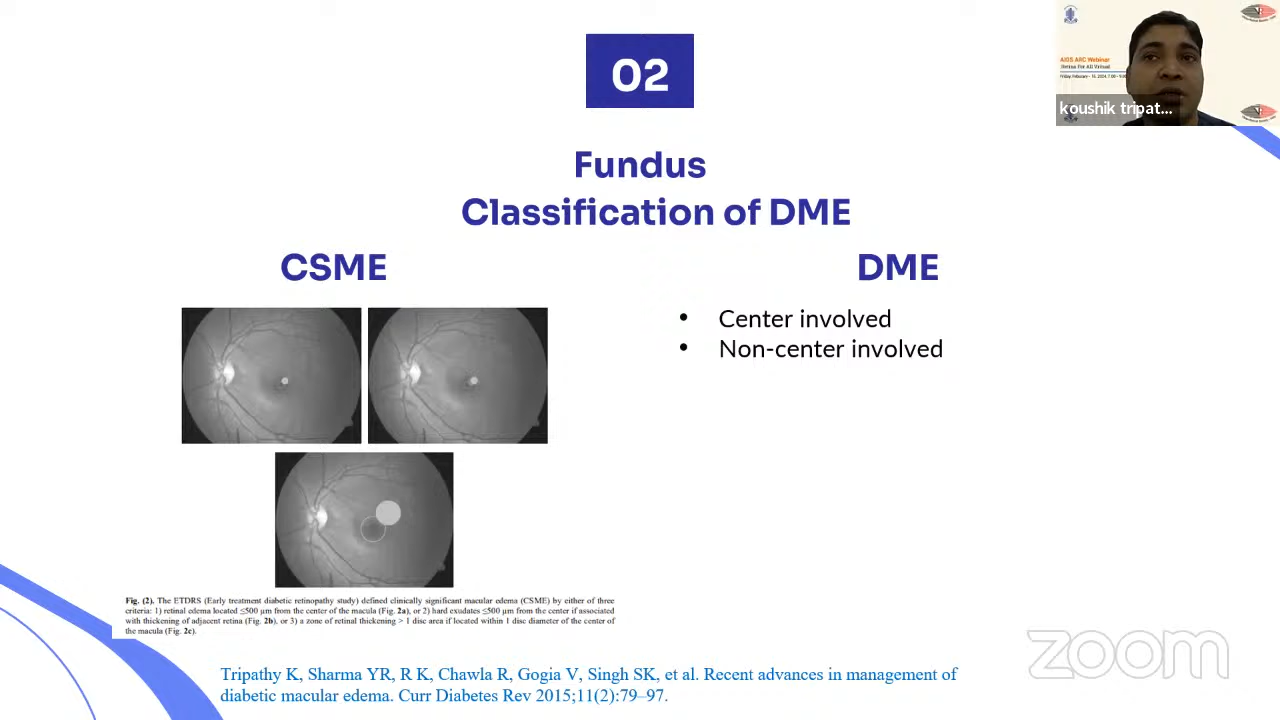 02
Fundus
Classification of DME
CSME
DME
• Center involved
• Non-center involved
Fig. (2). The ETDRS (Early treatment diabetic retinopathy study) defined clinically significant macular edema (CSME) by either of three
criteria: 1) retinal edema located ≤500 µm from the center of the macula (Fig. 2a), or 2) hard exudates ≤500 µm from the center if associated
with thickening of adjacent retina (Fig. 2b), or 3) a zone of retinal thickening > 1 disc area if located within 1 disc diameter of the center of
the macula (Fig. 2c).
Tripathy K, Sharma YR, R K, Chawla R, Gogia V, Singh SK, et al. Recent advances in management of
diabetic macular edema. Curr Diabetes Rev 2015;11(2):79–97.
AIOS ARC Webinar
koushik tripat...
zoom